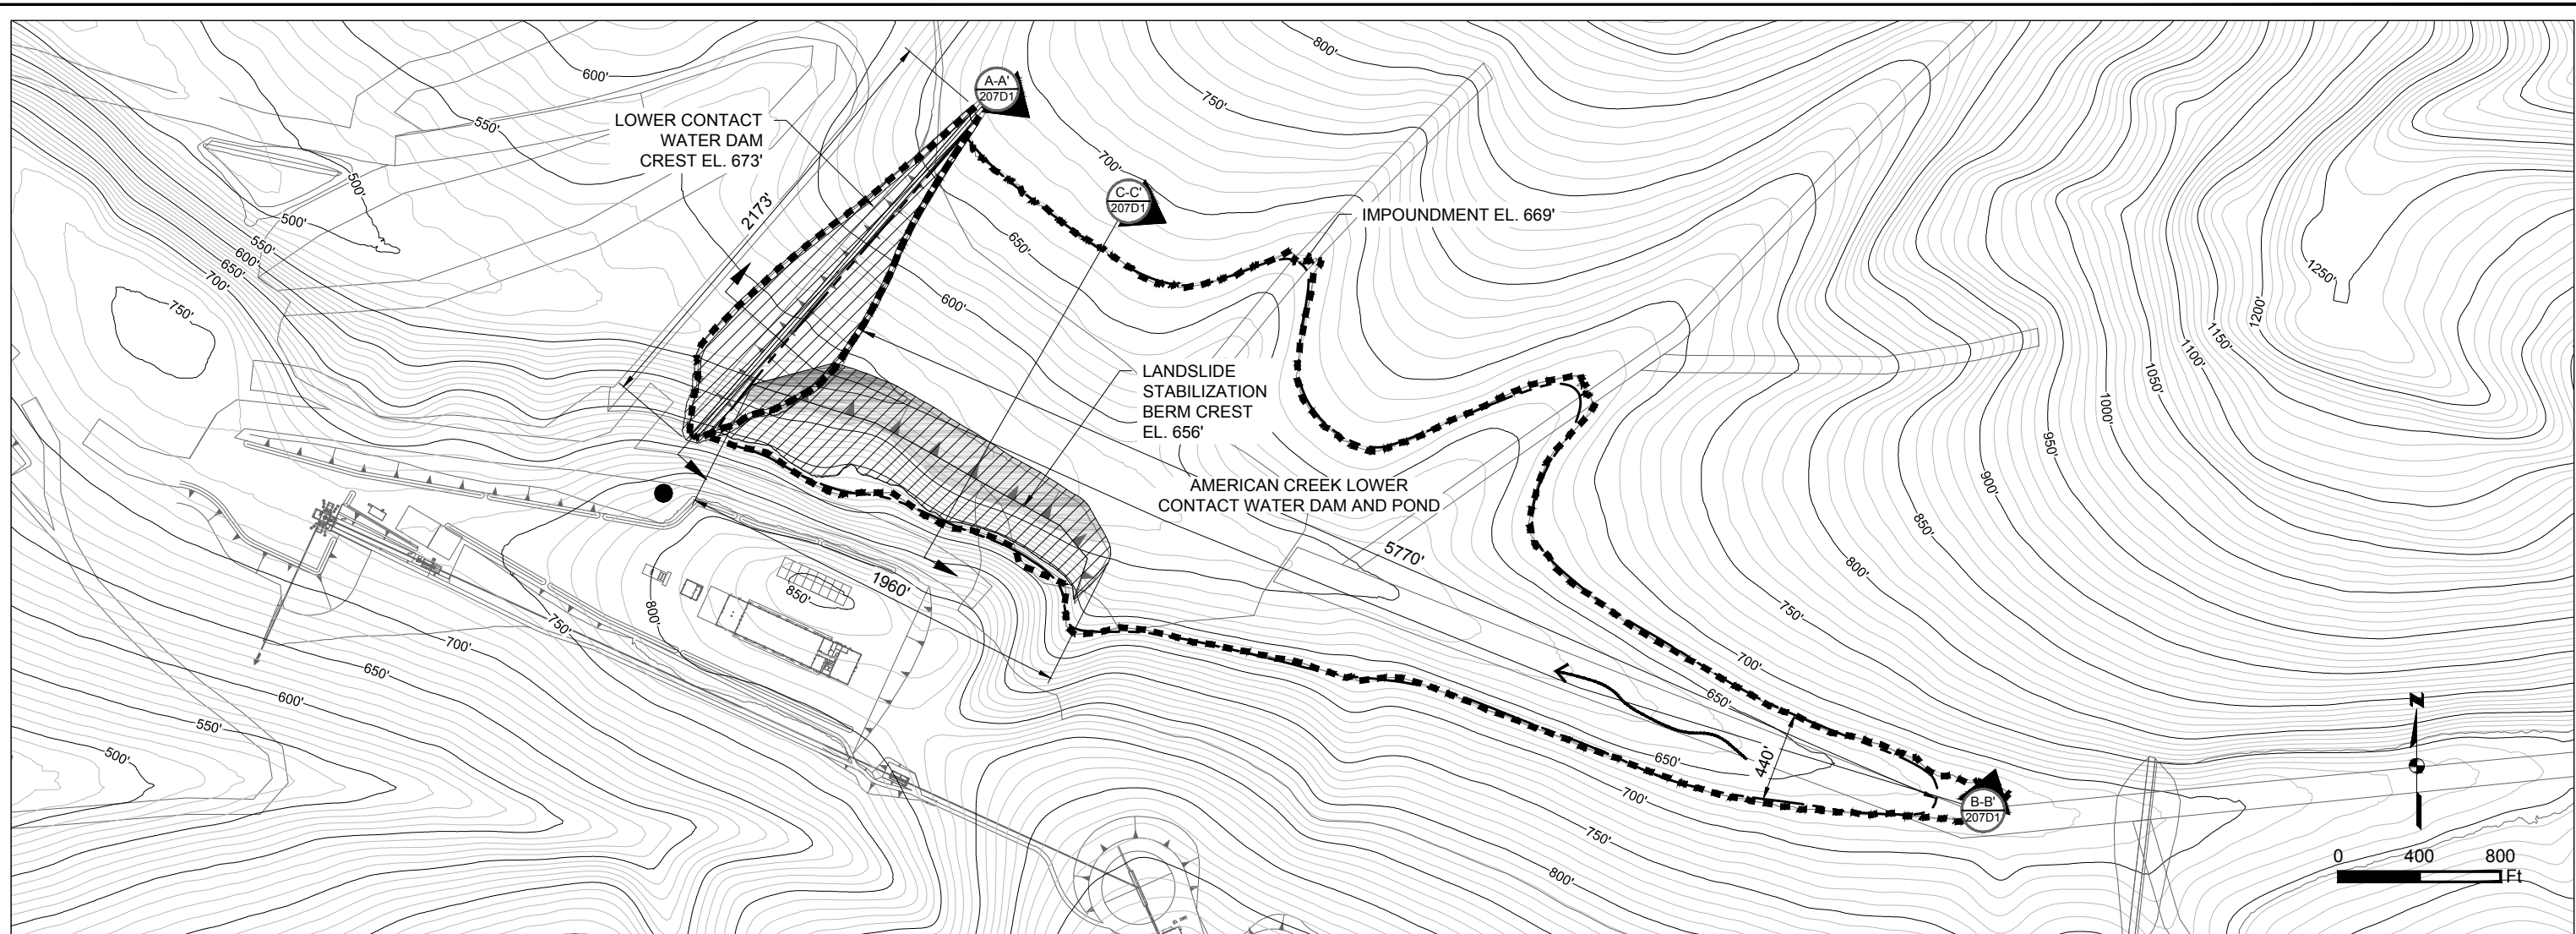 800'
600'
750'
550'
A-A'
207D1
LOWER CONTACT
WATER DAM
CREST EL. 673'
700'
500'
C-C'
207D1
2173'
500'
IMPOUNDMENT EL. 669'
550'
600'
650'
700'
650'
1250'
750'
600'
1200'
1150'
1100'
1050'
1000'
950'
LANDSLIDE
STABILIZATION
BERM CREST
EL. 656'
AMERICAN CREEK LOWER
CONTACT WATER DAM AND POND
900'
850'
800'
5770'
1960'
850'
800'
750'
750'
700'
700'
650'
650'
600'
550'
500'
650'
440'
N
700'
B-B'
207D1
750'
800'
0 400 800
Ft